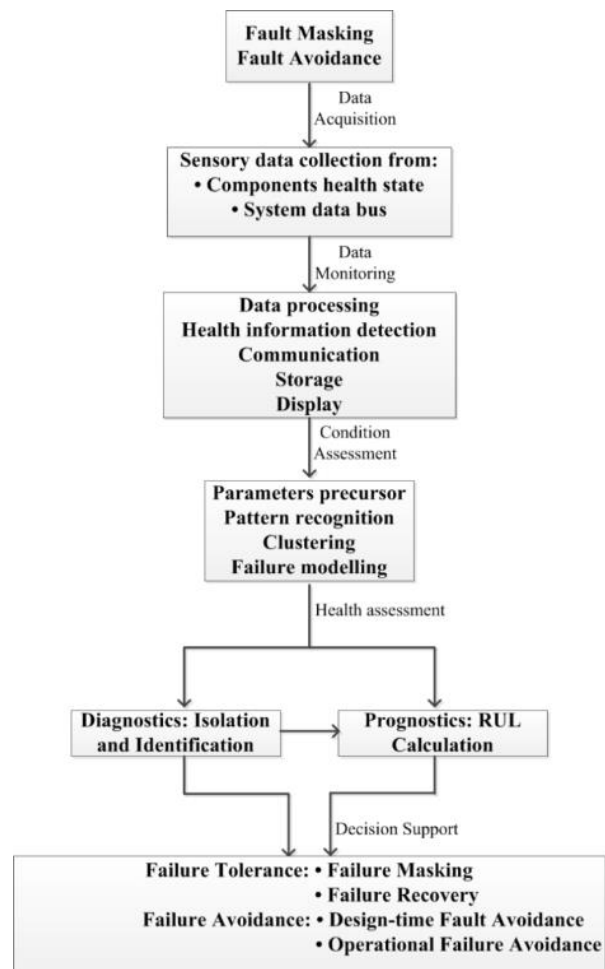 Fault Masking
Fault Avoidance
Data
Acquisition
Sensory data collection from:
• Components health state
• System data bus
Data
Monitoring
Data processing
Health information detection
Communication
Storage
Display
Condition
Assessment
Parameters precursor
Pattern recognition
Clustering
Failure modelling
Health assessment
Diagnostics: Isolation
and Identification
Prognostics: RUL
Calculation
Decision Support
Failure Tolerance: • Failure Masking
• Failure Recovery
Failure Avoidance: • Design-time Fault Avoidance
• Operational Failure Avoidance